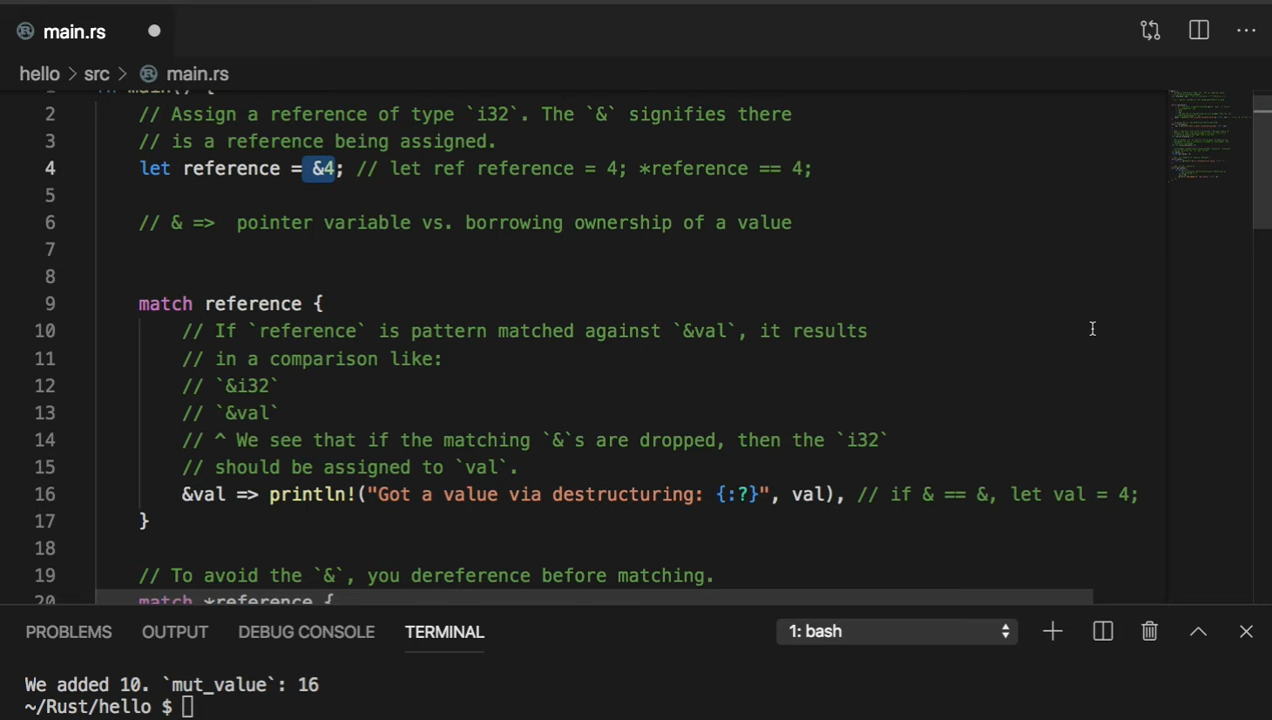 main.rs
hello > src > main.rs
2 // Assign a reference of type `i32`. The `&` signifies there
3 // is a reference being assigned.
4 let reference = &4; // let ref reference = 4; *reference == 4;
5
6 // & =>  pointer variable vs. borrowing ownership of a value
7
8
9 match reference {
10 // If `reference` is pattern matched against `&val`, it results
11 // in a comparison like:
12 // `&i32`
13 // `&val`
14 // ^ We see that if the matching `&`s are dropped, then the `i32`
15 // should be assigned to `val`.
16 &val => println!("Got a value via destructuring: {:?}", val), // if & == &, let val = 4;
17 }
18
19 // To avoid the `&`, you dereference before matching.
20 match *reference {
PROBLEMS OUTPUT DEBUG CONSOLE TERMINAL 1: bash
We added 10. `mut_value`: 16
~/Rust/hello $